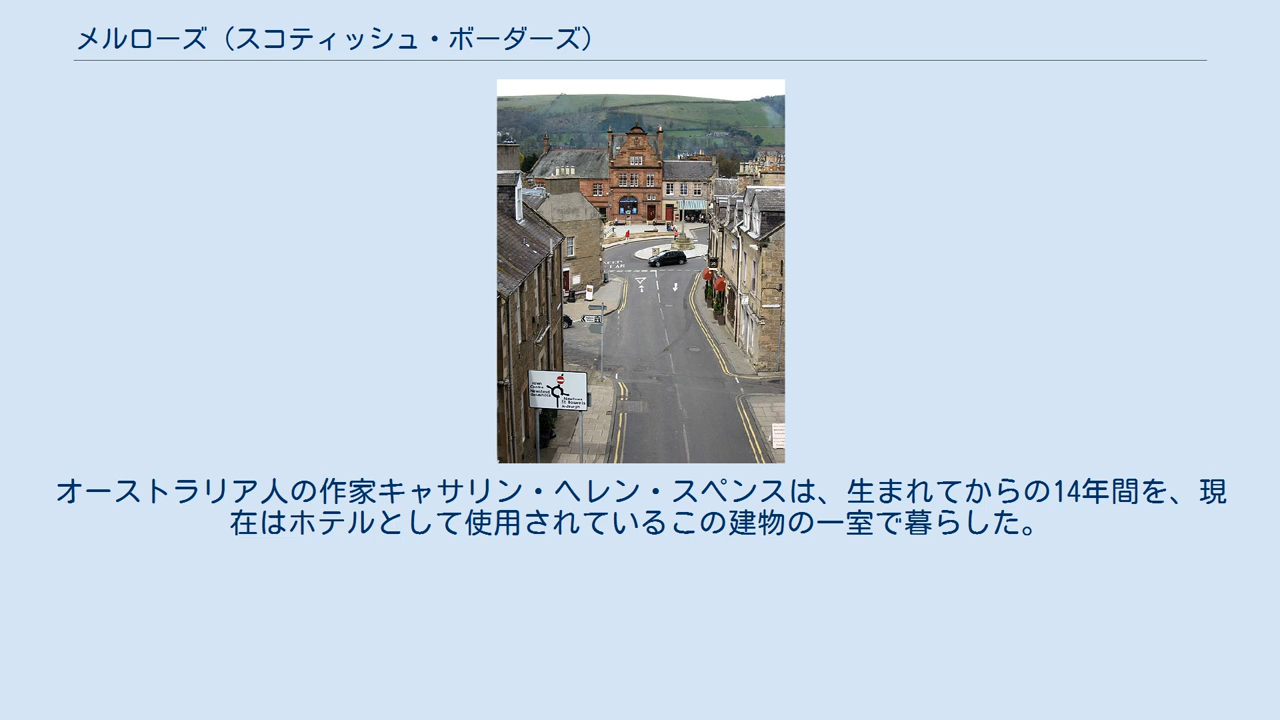 メルローズ（スコティッシュ・ボーダーズ）
オーストラリア人の作家キャサリン・ヘレン・スペンスは、生まれてからの14年間を、現
在はホテルとして使用されているこの建物の一室で暮らした。